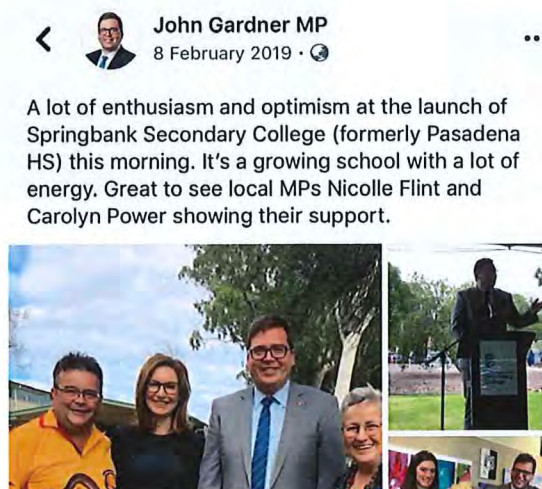 John Gardner MP
8 February 2019 ·
A lot of enthusiasm and optimism at the launch of
Springbank Secondary College (formerly Pasadena
HS) this morning. It's a growing school with a lot of
energy. Great to see local MPs Nicolle Flint and
Carolyn Power showing their support.